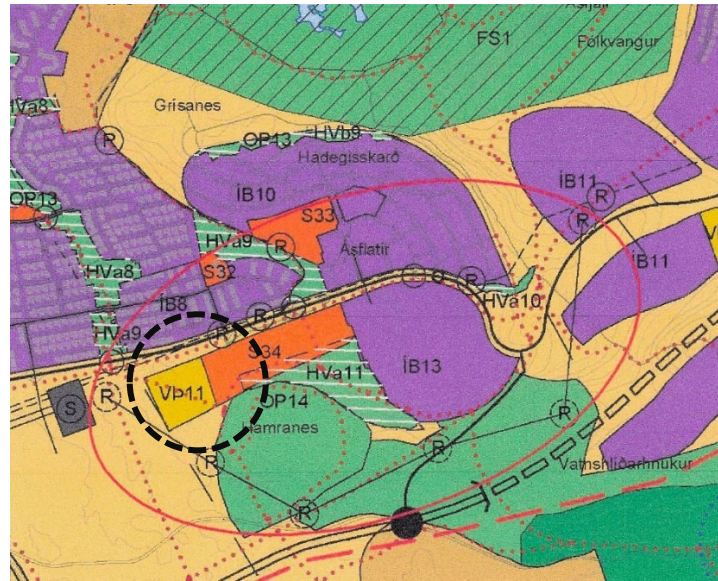 FS1
Fólkvangur
Grísanes
HVa8
OP13
HVb9
Hádegisskarð
ÍB10
ÍB11
OP13
S33
HVa9
Ásflatir
ÍB11
HVa8
S32
HVa10
ÍB8
HVa9
S34
ÍB13
HVa11
VÞ11
OP14
Hamranes
S
Vatnshlíðarhnúkur
R
R
R
R
R
R
R
R
R
R
R
R
R
R